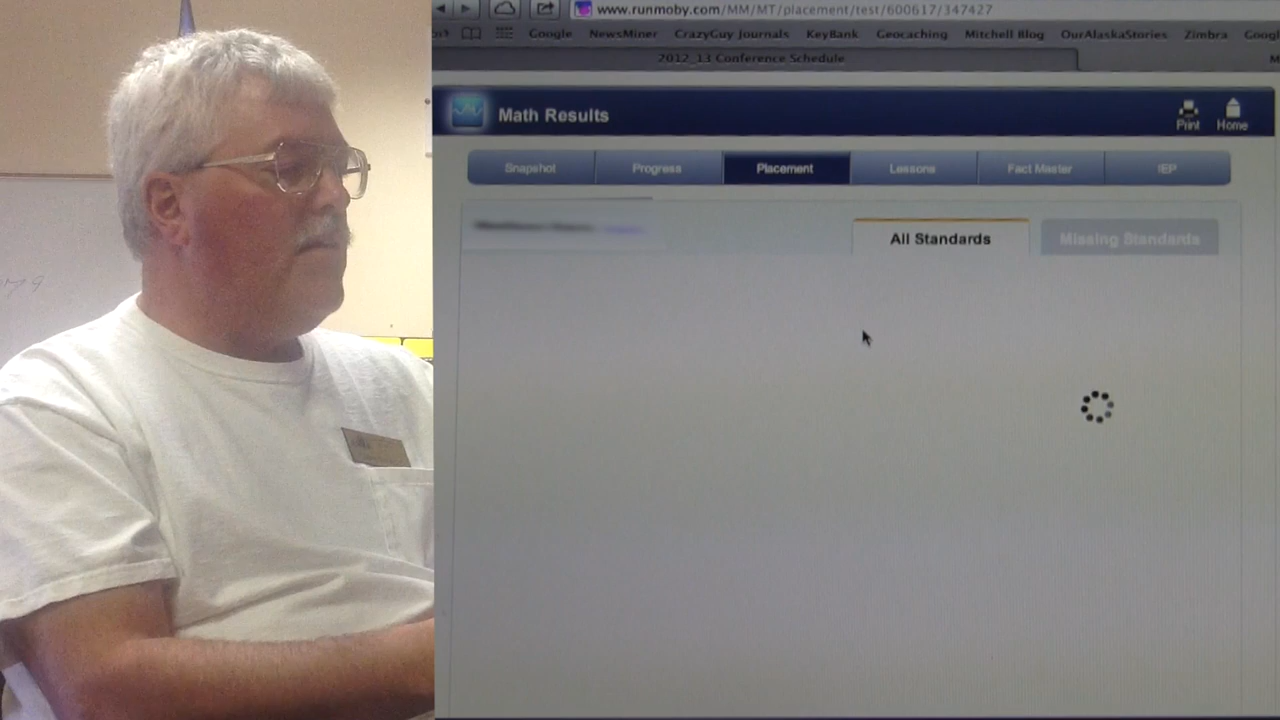 www.runmoby.com/MM/MT/placement/test/600617/347427
Google NewsMiner CrazyGuy Journals KeyBank Geocaching Mitchell Blog OurAlaskaStories Zimbra Googl
2012_13 Conference Schedule M
Math Results
Print Home
Snapshot Progress Placement Lessons Fact Master IEP
All Standards Missing Standards